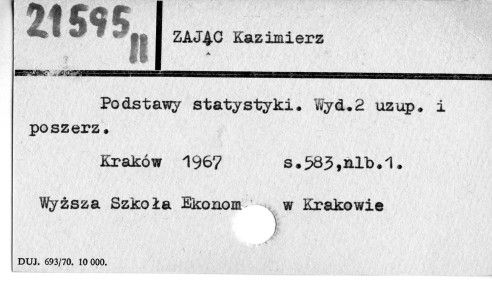 21595
II
ZAJĄC Kazimierz
Podstawy statystyki. Wyd.2 uzup. i
poszerz.
Kraków 1967 s.583,nlb.1.
Wyższa Szkoła Ekonom w Krakowie
DUJ. 693/70. 10 000.